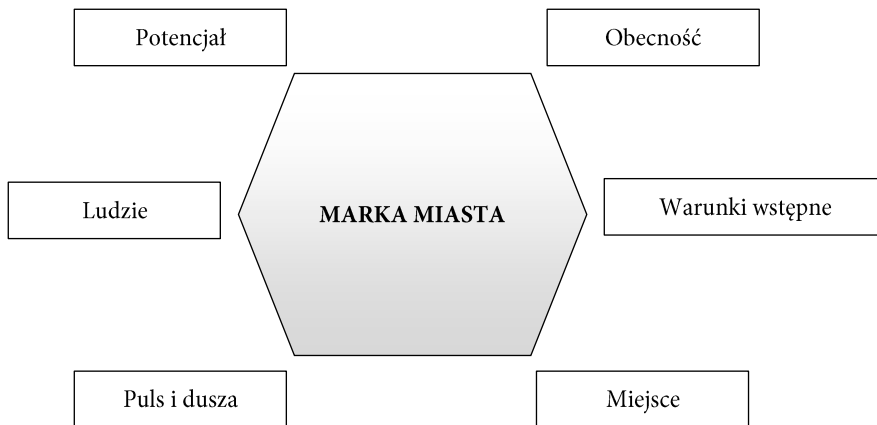 Potencjał
Obecność
Ludzie
MARKA MIASTA
Warunki wstępne
Puls i dusza
Miejsce